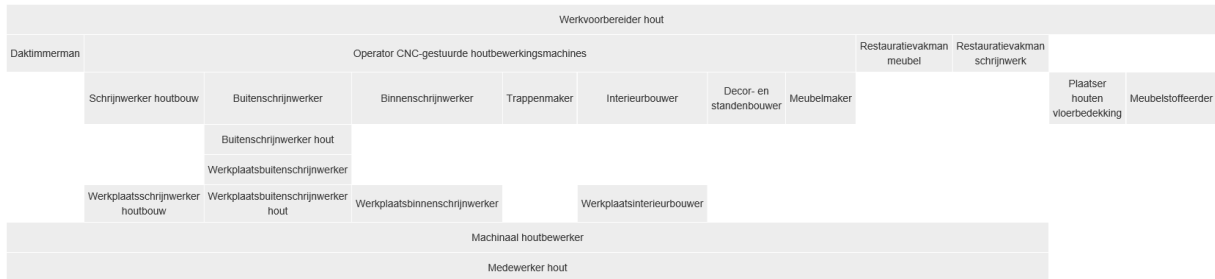 Werkvoorbereider hout
Daktimmerman
Operator CNC-gestuurde houtbewerkingsmachines
Restauratievakman
meubel
Restauratievakman
schrijnwerk
Schrijnwerker houtbouw
Buitenschrijnwerker
Binnenschrijnwerker
Trappenmaker
Interieurbouwer
Decor- en
standenbouwer
Meubelmaker
Plaatser
houten
vloerbedekking
Meubelstoffeerder
Buitenschrijnwerker hout
Werkplaatsbuitenschrijnwerker
Werkplaatsschrijnwerker
houtbouw
Werkplaatsbuitenschrijnwerker
hout
Werkplaatsbinnenschrijnwerker
Werkplaatsinterieurbouwer
Machinaal houtbewerker
Medewerker hout